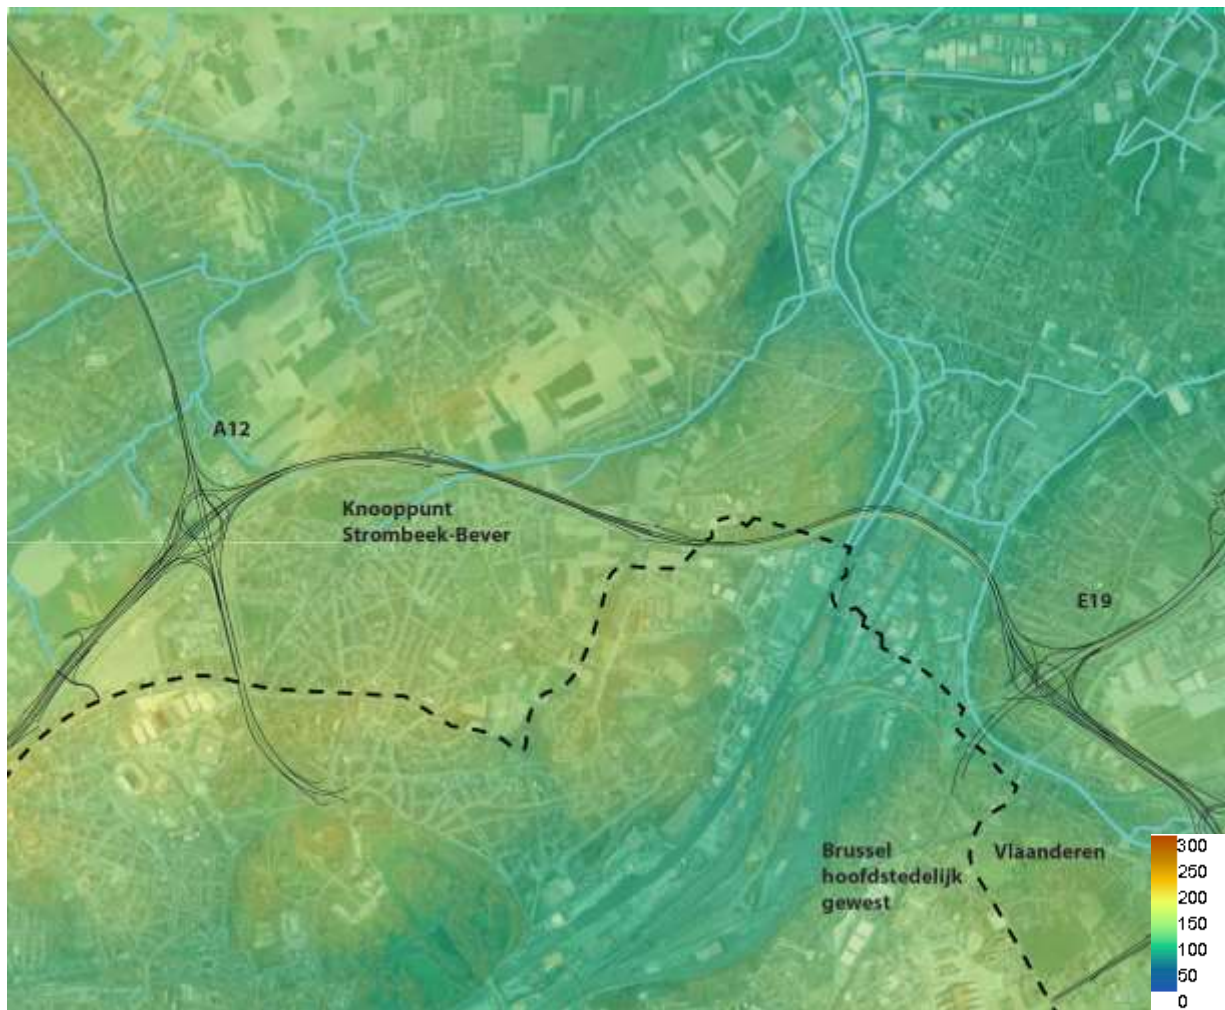 A12
Knooppunt
Strombeek-Bever
E19
Brussel
hoofdstedelijk
gewest
Vlaanderen
300
250
200
150
100
50
0